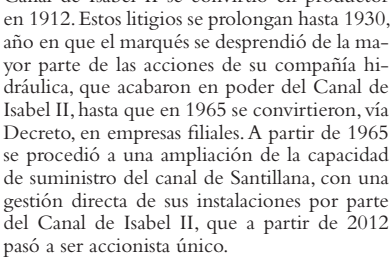 Canal de Isabel II se convirtió en productor
en 1912. Estos litigios se prolongan hasta 1930,
año en que el marqués se desprendió de la ma-
yor parte de las acciones de su compañía hi-
dráulica, que acabaron en poder del Canal de
Isabel II, hasta que en 1965 se convirtieron, vía
Decreto, en empresas filiales. A partir de 1965
se procedió a una ampliación de la capacidad
de suministro del canal de Santillana, con una
gestión directa de sus instalaciones por parte
del Canal de Isabel II, que a partir de 2012
pasó a ser accionista único.